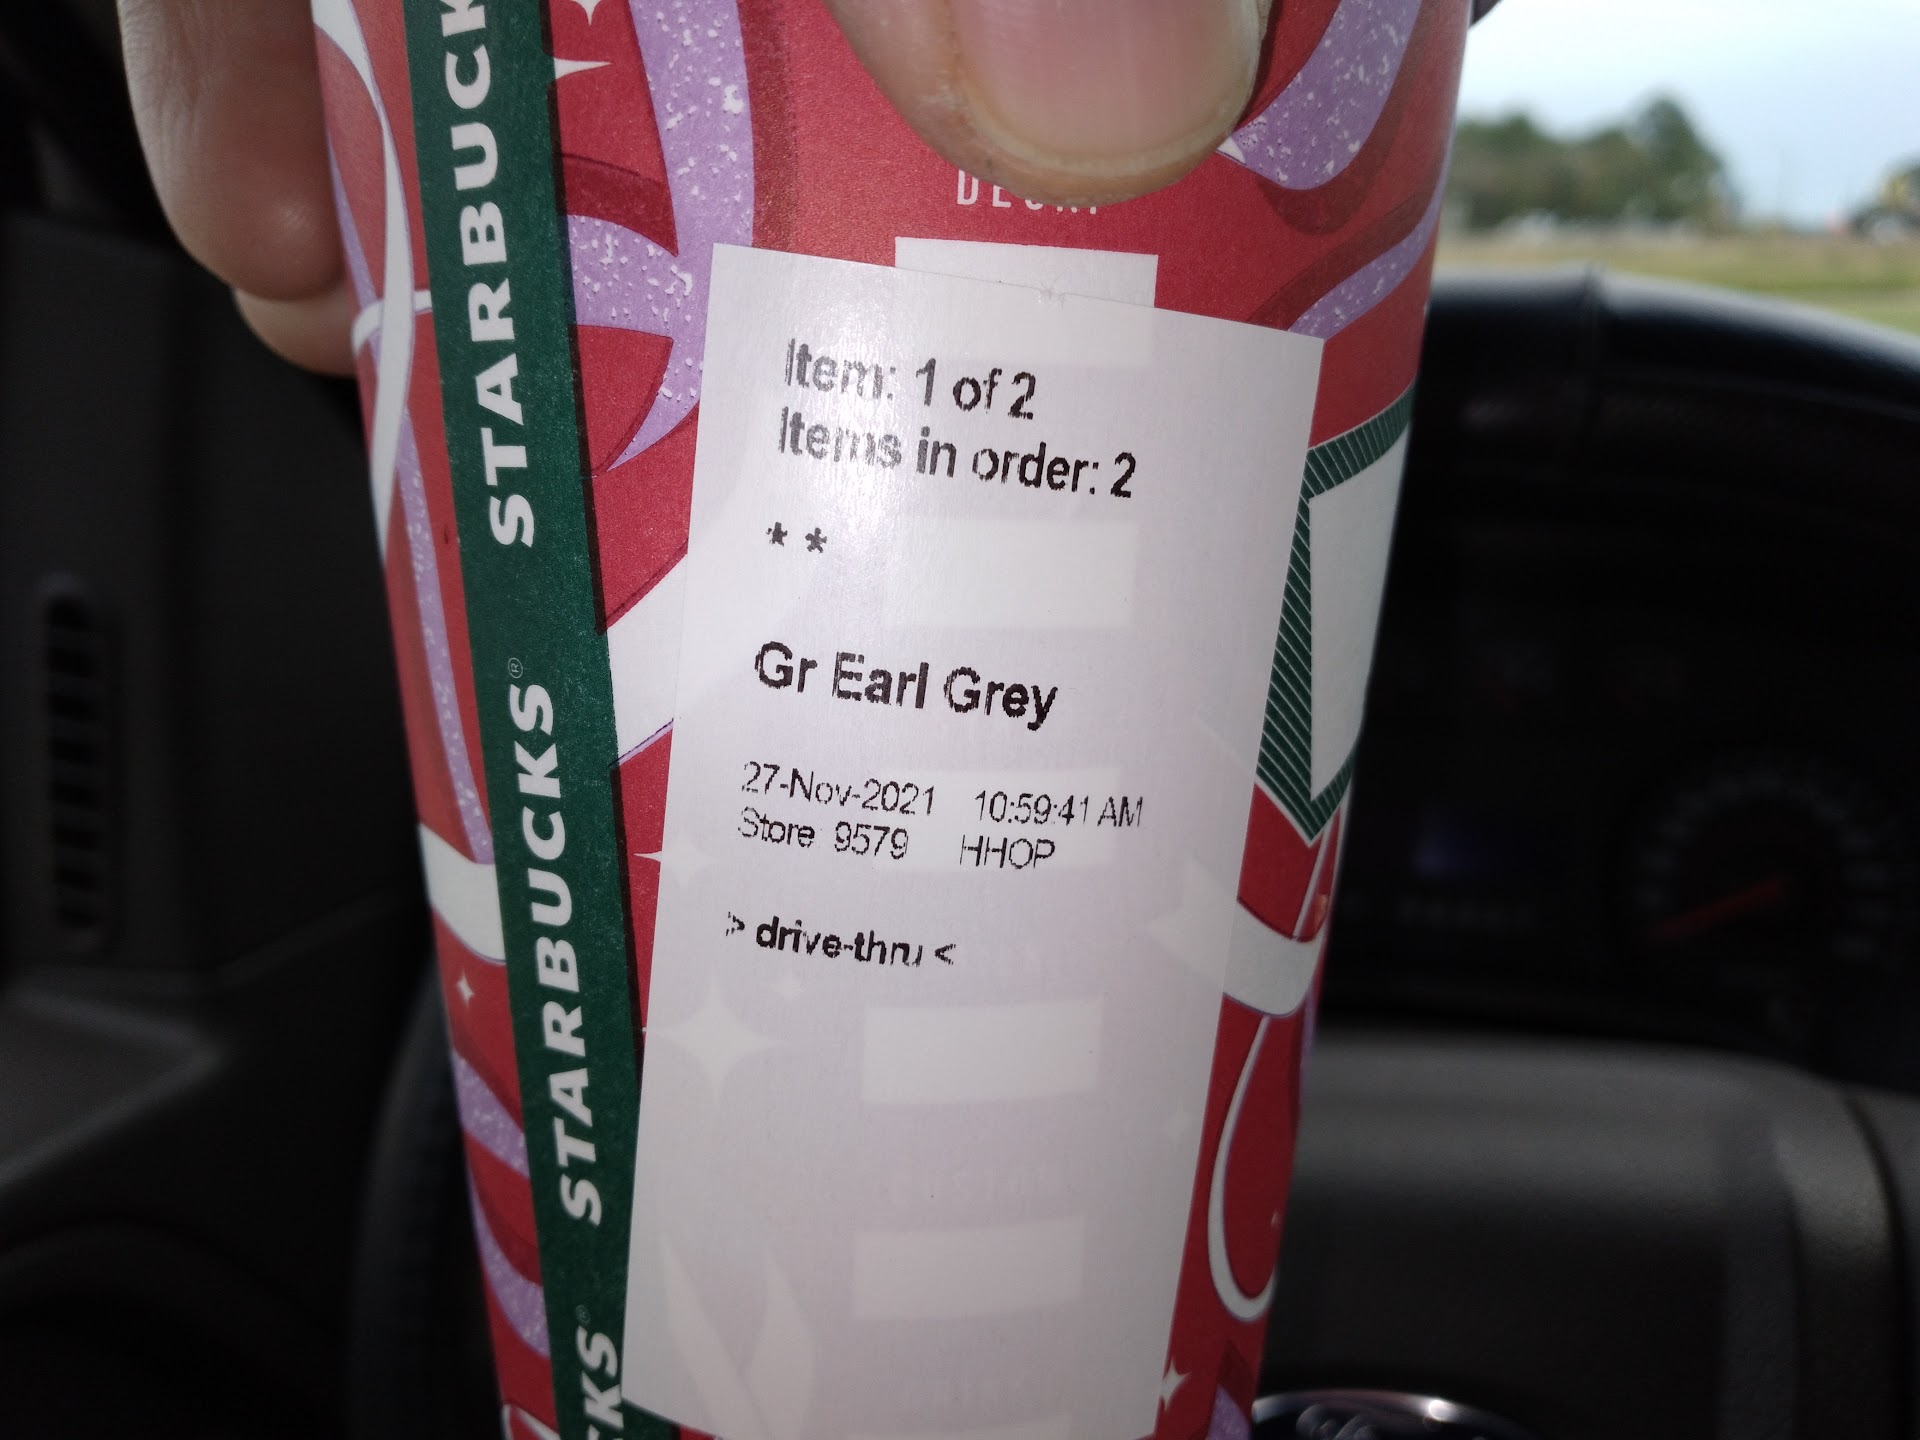 STARBUCKS
STARBUCKS®
STARBUCKS®
Item: 1 of 2
Items in order: 2
* *
Gr Earl Grey
27-Nov-2021 10:59:41 AM
Store 9579 HHOP
> drive-thru <